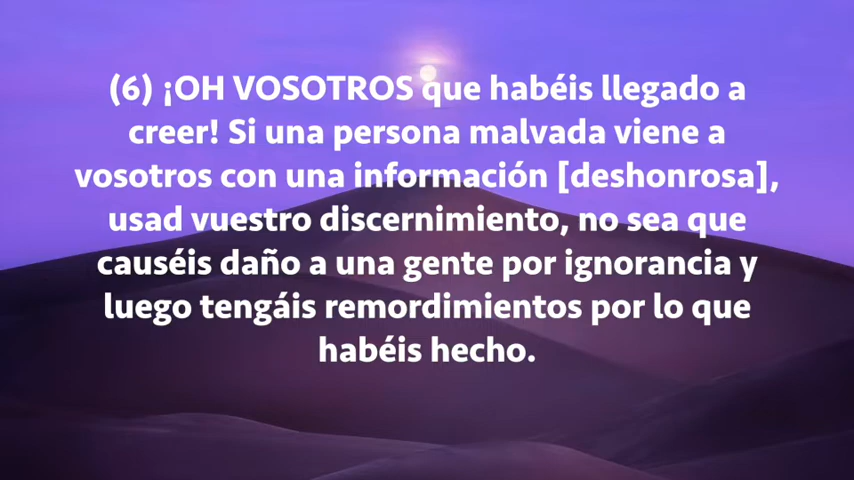 (6) ¡OH VOSOTROS que habéis llegado a
creer! Si una persona malvada viene a
vosotros con una información [deshonrosa],
usad vuestro discernimiento, no sea que
causéis daño a una gente por ignorancia y
luego tengáis remordimientos por lo que
habéis hecho.